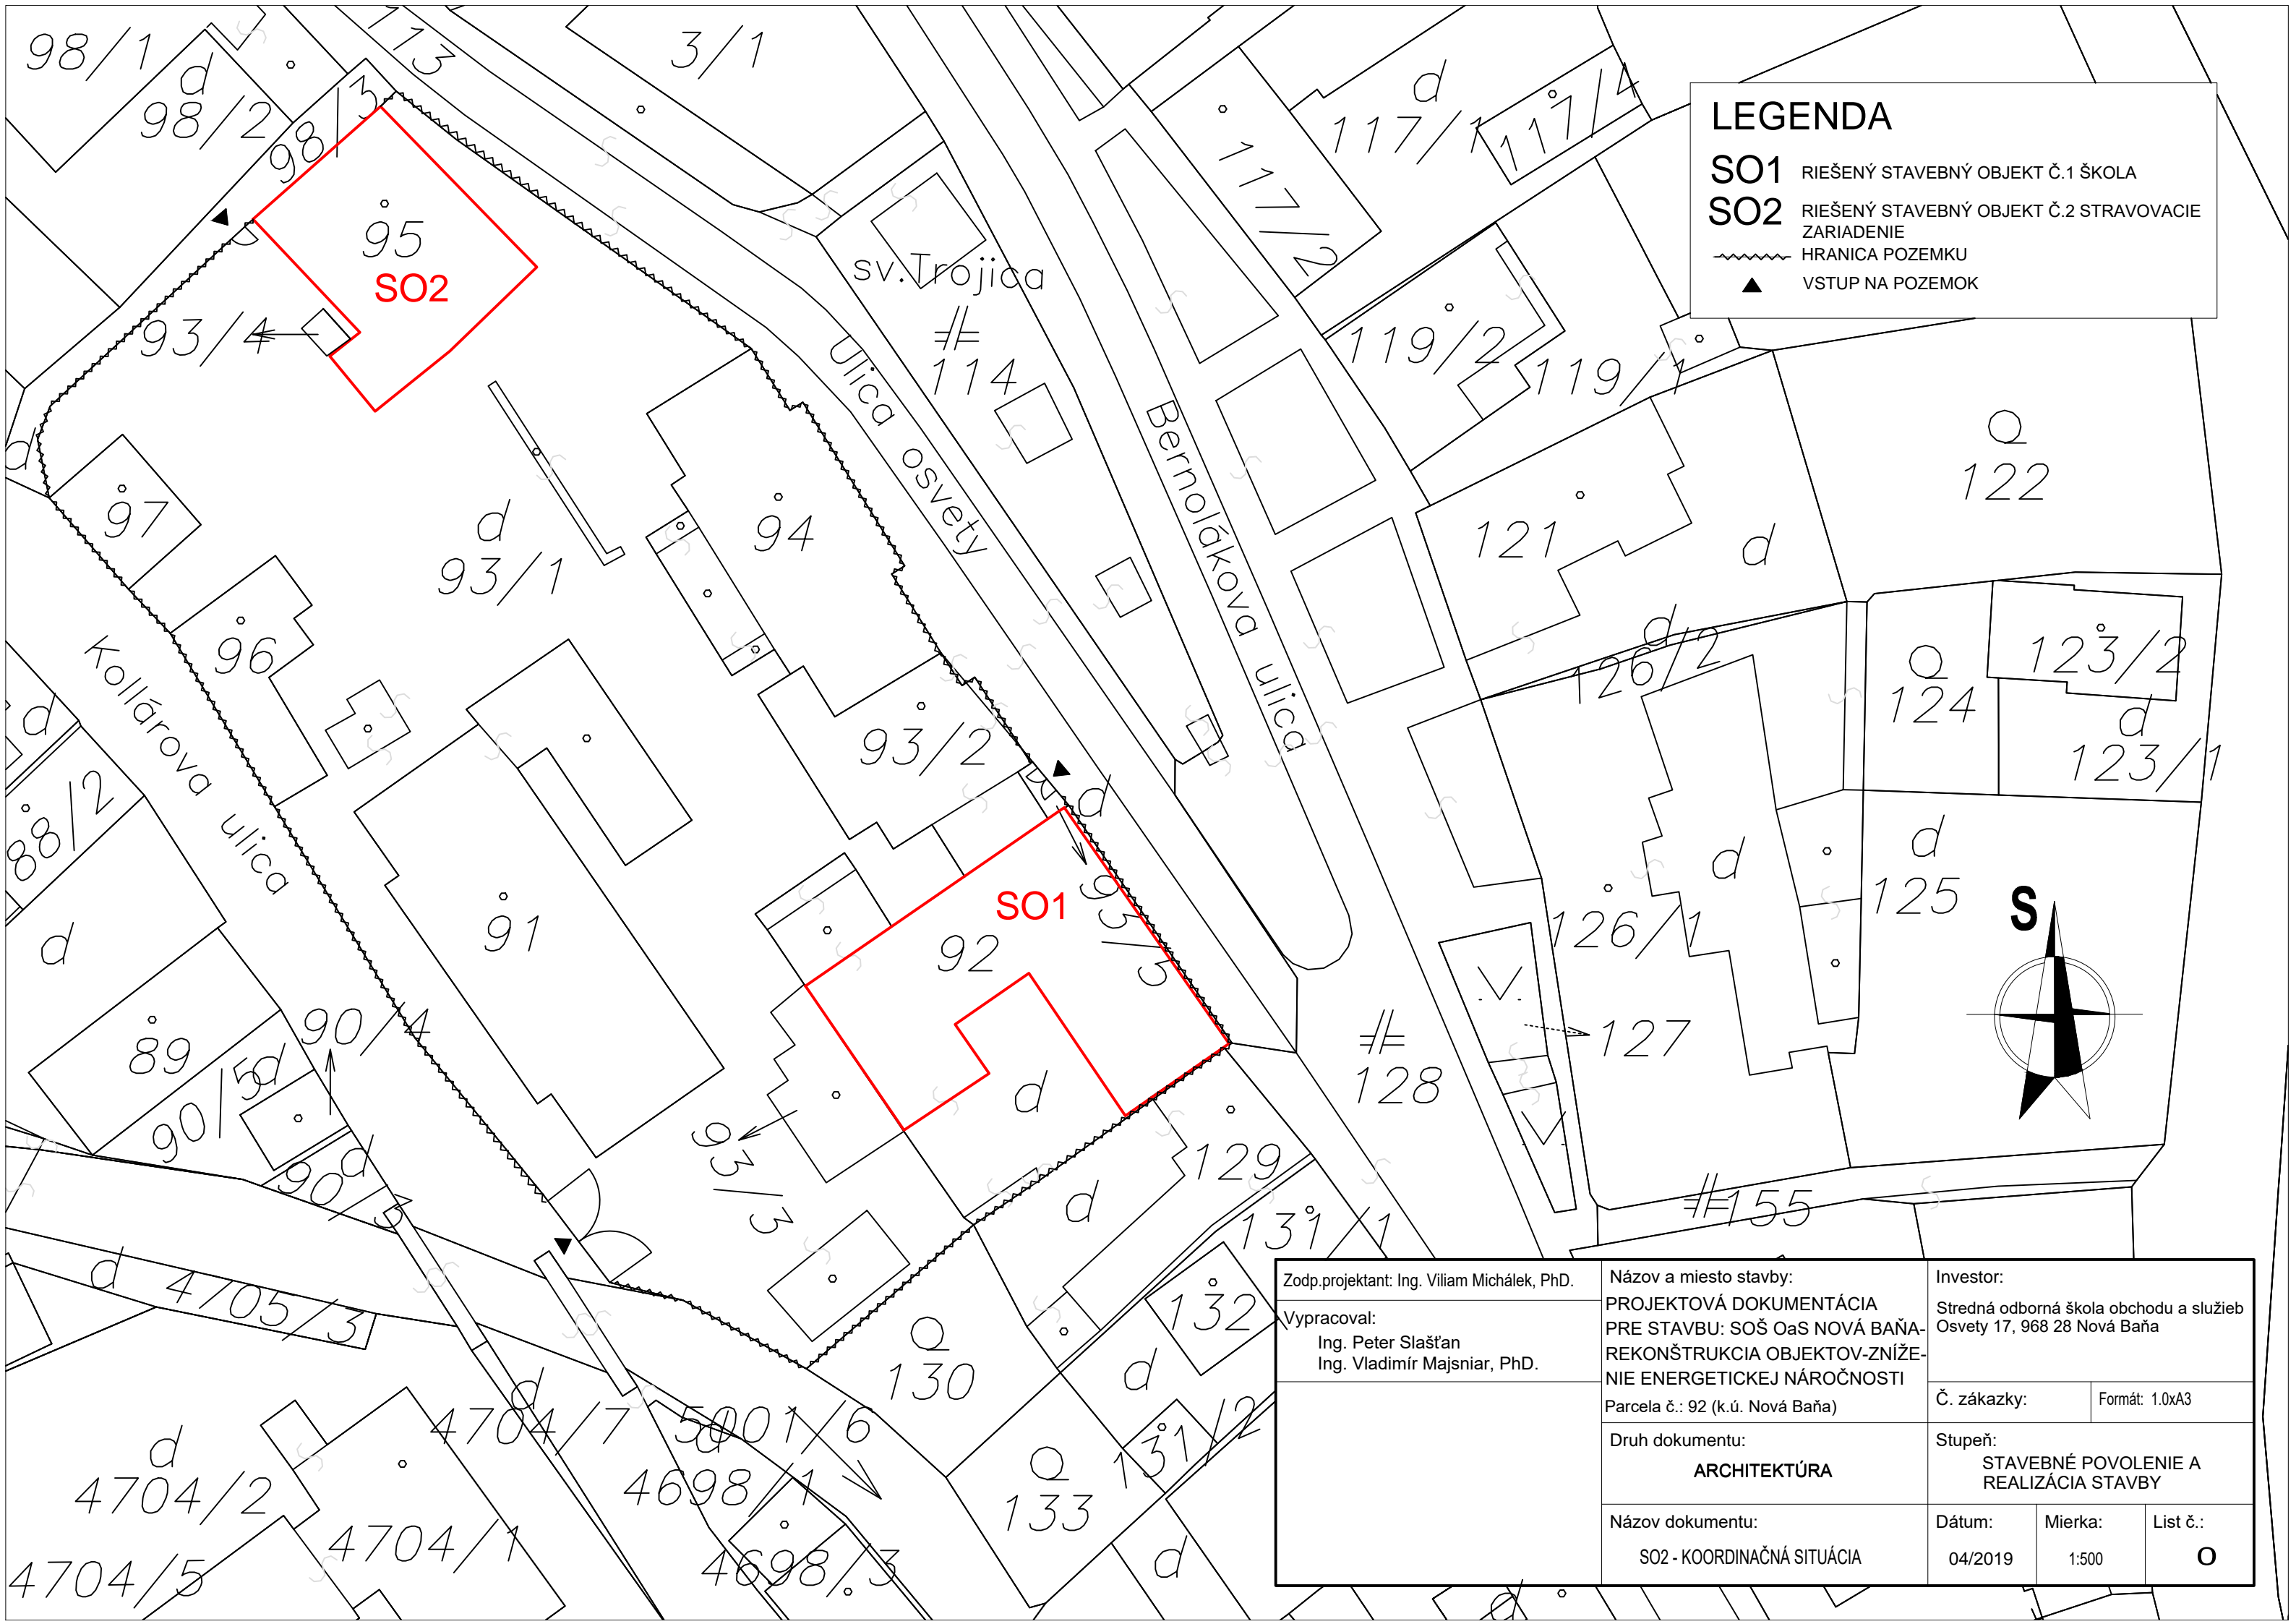 98/1
d
98/2
98/3
113
3/1
d
117/1
117/4
117/2
LEGENDA
SO1 RIEŠENÝ STAVEBNÝ OBJEKT Č.1 ŠKOLA
SO2 RIEŠENÝ STAVEBNÝ OBJEKT Č.2 STRAVOVACIE
ZARIADENIE
HRANICA POZEMKU
VSTUP NA POZEMOK
95
SO2
93/4
sv.Trojica
114
Ulica osvety
Bernolákova ulica
119/2
119/1
122
d
97
d
93/1
94
121
d
96
Kollárova ulica
d
126/2
124
123/2
d
123/1
d
88/2
93/2
d
d
91
SO1
92
93/5
d
126/1
d
125
S
d
89
90/4
d
90/5
d
90/3
128
127
d
93/3
129
d
155
131/1
d
4705/3
130
132
d
131/2
d
4704/7
5001/6
d
4698/1
133
d
4704/2
4704/1
4704/5
4698/3
d
d
Zodp.projektant: Ing. Viliam Michálek, PhD.
Vypracoval:
Ing. Peter Slašťan
Ing. Vladimír Majsniar, PhD.
Názov a miesto stavby:
PROJEKTOVÁ DOKUMENTÁCIA
PRE STAVBU: SOŠ OaS NOVÁ BAŇA-
REKONŠTRUKCIA OBJEKTOV-ZNÍŽE-
NIE ENERGETICKEJ NÁROČNOSTI
Parcela č.: 92 (k.ú. Nová Baňa)
Investor:
Stredná odborná škola obchodu a služieb
Osvety 17, 968 28 Nová Baňa
Č. zákazky:
Formát: 1.0xA3
Druh dokumentu:
ARCHITEKTÚRA
Stupeň:
STAVEBNÉ POVOLENIE A
REALIZÁCIA STAVBY
Názov dokumentu:
SO2 - KOORDINAČNÁ SITUÁCIA
Dátum:
04/2019
Mierka:
1:500
List č.:
O